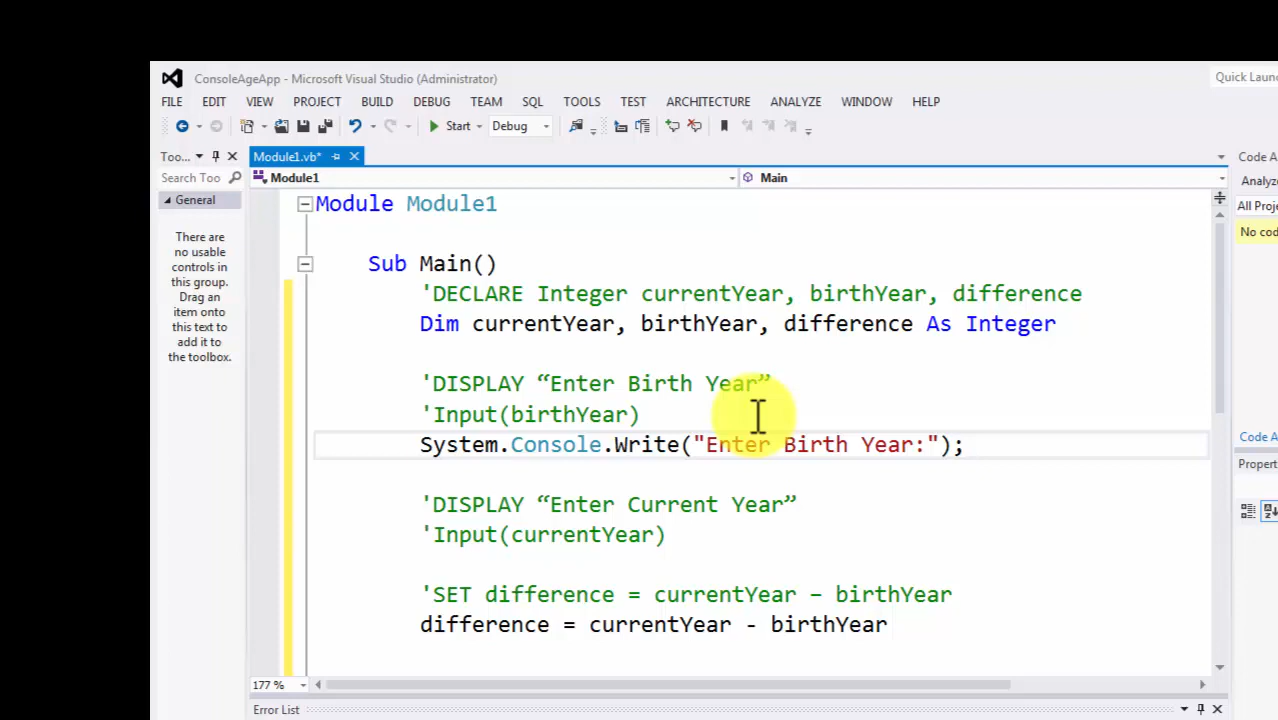 ConsoleAgeApp - Microsoft Visual Studio (Administrator)
Quick Laun
FILE EDIT VIEW PROJECT BUILD DEBUG TEAM SQL TOOLS TEST ARCHITECTURE ANALYZE WINDOW HELP
Start Debug
Too...
Module1.vb*
Code A
Search Too
Module1
Main
Analyze
General
All Proje
No cod
There are
no usable
controls in
this group.
Drag an
item onto
this text to
add it to
the toolbox.
Module Module1
Sub Main()
'DECLARE Integer currentYear, birthYear, difference
Dim currentYear, birthYear, difference As Integer
'DISPLAY “Enter Birth Year”
'Input(birthYear)
System.Console.Write("Enter Birth Year:");
'DISPLAY “Enter Current Year”
'Input(currentYear)
'SET difference = currentYear – birthYear
difference = currentYear - birthYear
Code A
Propert
177 %
Error List